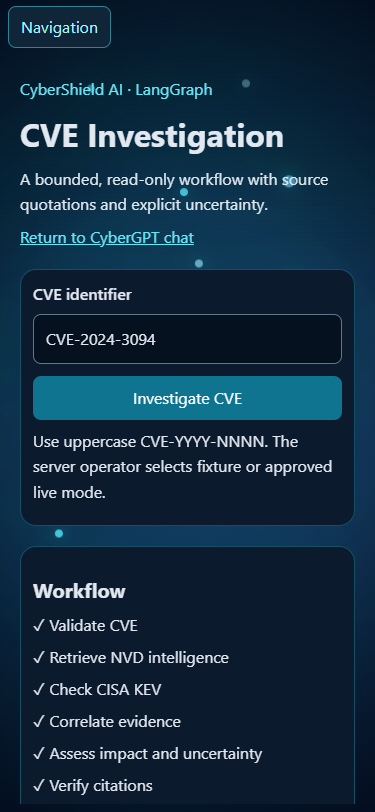 Navigation
CyberShield AI · LangGraph
CVE Investigation
A bounded, read-only workflow with source
quotations and explicit uncertainty.
Return to CyberGPT chat
CVE identifier
CVE-2024-3094
Investigate CVE
Use uppercase CVE-YYYY-NNNN. The
server operator selects fixture or approved
live mode.
Workflow
✓ Validate CVE
✓ Retrieve NVD intelligence
✓ Check CISA KEV
✓ Correlate evidence
✓ Assess impact and uncertainty
✓ Verify citations